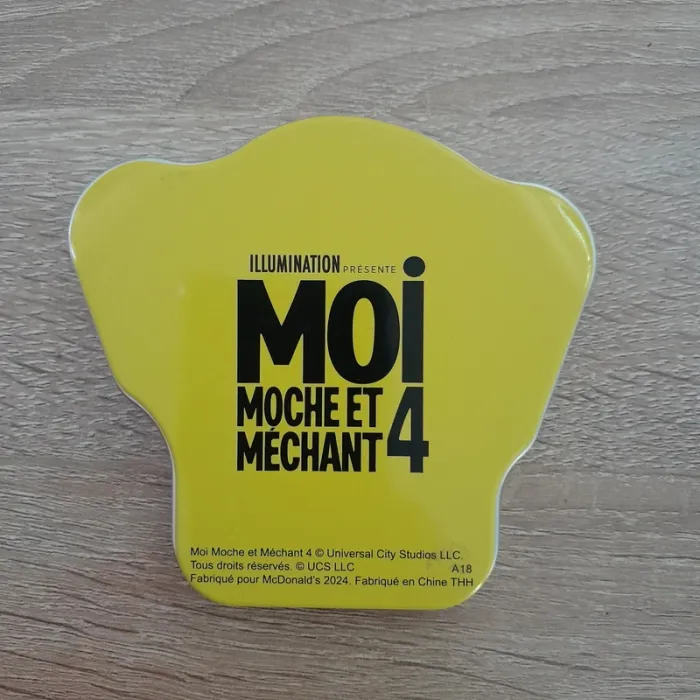 ILLUMINATION PRÉSENTE
MOi
MOCHE ET
MÉCHANT 4
Moi Moche et Méchant 4 © Universal City Studios LLC.
Tous droits réservés. © UCS LLC A18
Fabriqué pour McDonald's 2024. Fabriqué en Chine THH